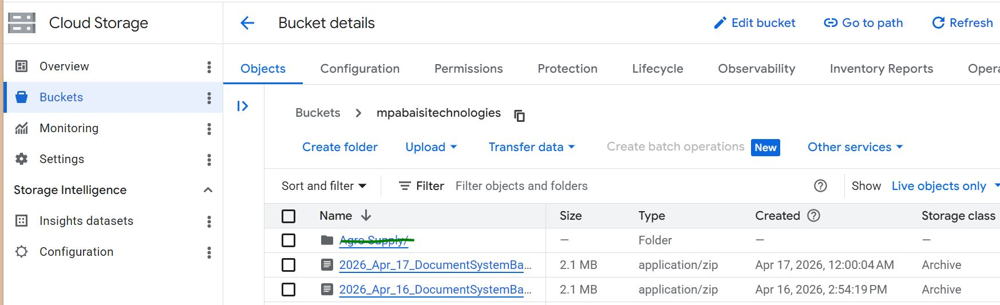 Cloud Storage
Bucket details
Edit bucket
Go to path
Refresh
Overview
Buckets
Monitoring
Settings
Storage Intelligence
Insights datasets
Configuration
Objects
Configuration
Permissions
Protection
Lifecycle
Observability
Inventory Reports
Opera
Buckets > mpabaisitechnologies
Create folder
Upload
Transfer data
Create batch operations New
Other services
Sort and filter
Filter Filter objects and folders
Show Live objects only
Name Size Type Created Storage class
Agro Supply/ — Folder — —
2026_Apr_17_DocumentSystemBa... 2.1 MB application/zip Apr 17, 2026, 12:00:04 AM Archive
2026_Apr_16_DocumentSystemBa... 2.1 MB application/zip Apr 16, 2026, 2:54:19 PM Archive